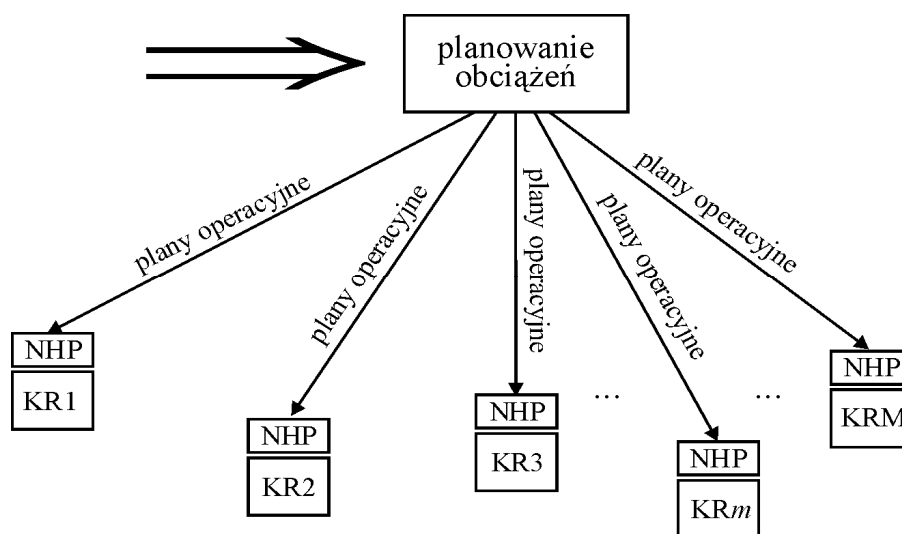 planowanie
obciążeń
plany operacyjne
plany operacyjne
plany operacyjne
plany operacyjne
plany operacyjne
NHP
KR1
NHP
KR2
NHP
KR3
...
NHP
KRm
...
NHP
KRM